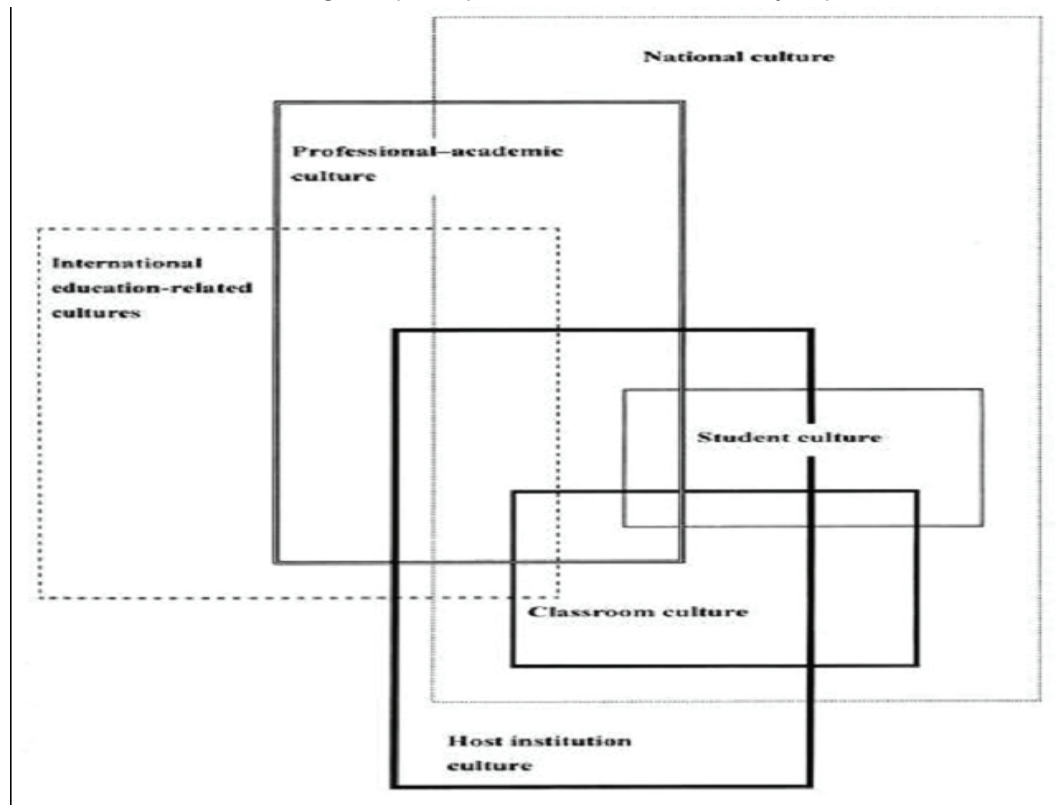 National culture
Professional–academic
culture
International
education-related
cultures
Student culture
Classroom culture
Host institution
culture